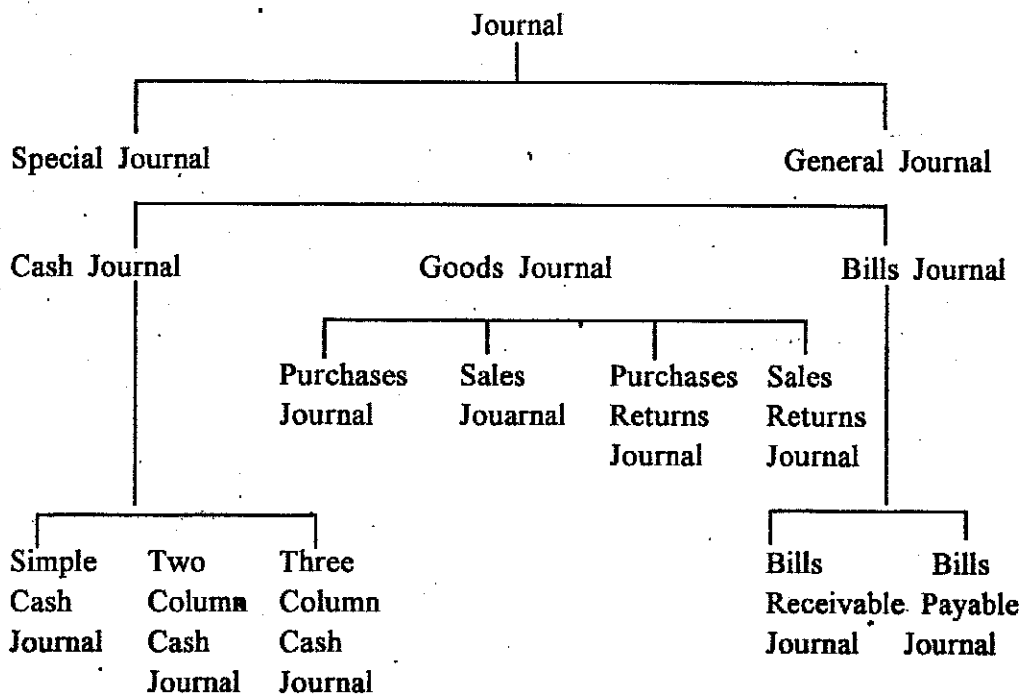 Journal
Special Journal
General Journal
Cash Journal
Goods Journal
Bills Journal
Purchases
Journal
Sales
Jouarnal
Purchases
Returns
Journal
Sales
Returns
Journal
Simple
Cash
Journal
Two
Column
Cash
Journal
Three
Column
Cash
Journal
Bills
Receivable
Journal
Bills
Payable
Journal